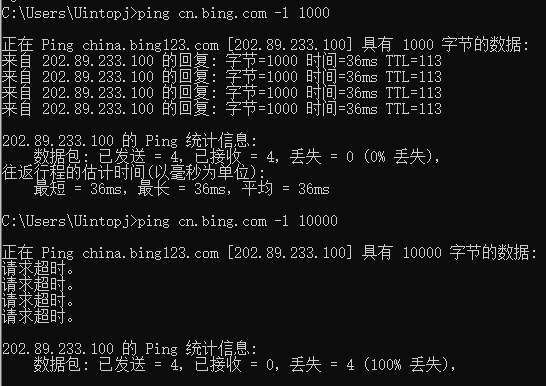 C:\Users\Uintopj>ping cn.bing.com -l 1000
正在 Ping china.bing123.com [202.89.233.100] 具有 1000 字节的数据:
来自 202.89.233.100 的回复: 字节=1000 时间=36ms TTL=113
来自 202.89.233.100 的回复: 字节=1000 时间=36ms TTL=113
来自 202.89.233.100 的回复: 字节=1000 时间=36ms TTL=113
来自 202.89.233.100 的回复: 字节=1000 时间=36ms TTL=113
202.89.233.100 的 Ping 统计信息:
数据包: 已发送 = 4，已接收 = 4，丢失 = 0 (0% 丢失)，
往返行程的估计时间(以毫秒为单位):
最短 = 36ms，最长 = 36ms，平均 = 36ms
C:\Users\Uintopj>ping cn.bing.com -l 10000
正在 Ping china.bing123.com [202.89.233.100] 具有 10000 字节的数据:
请求超时。
请求超时。
请求超时。
请求超时。
202.89.233.100 的 Ping 统计信息:
数据包: 已发送 = 4，已接收 = 0，丢失 = 4 (100% 丢失)，